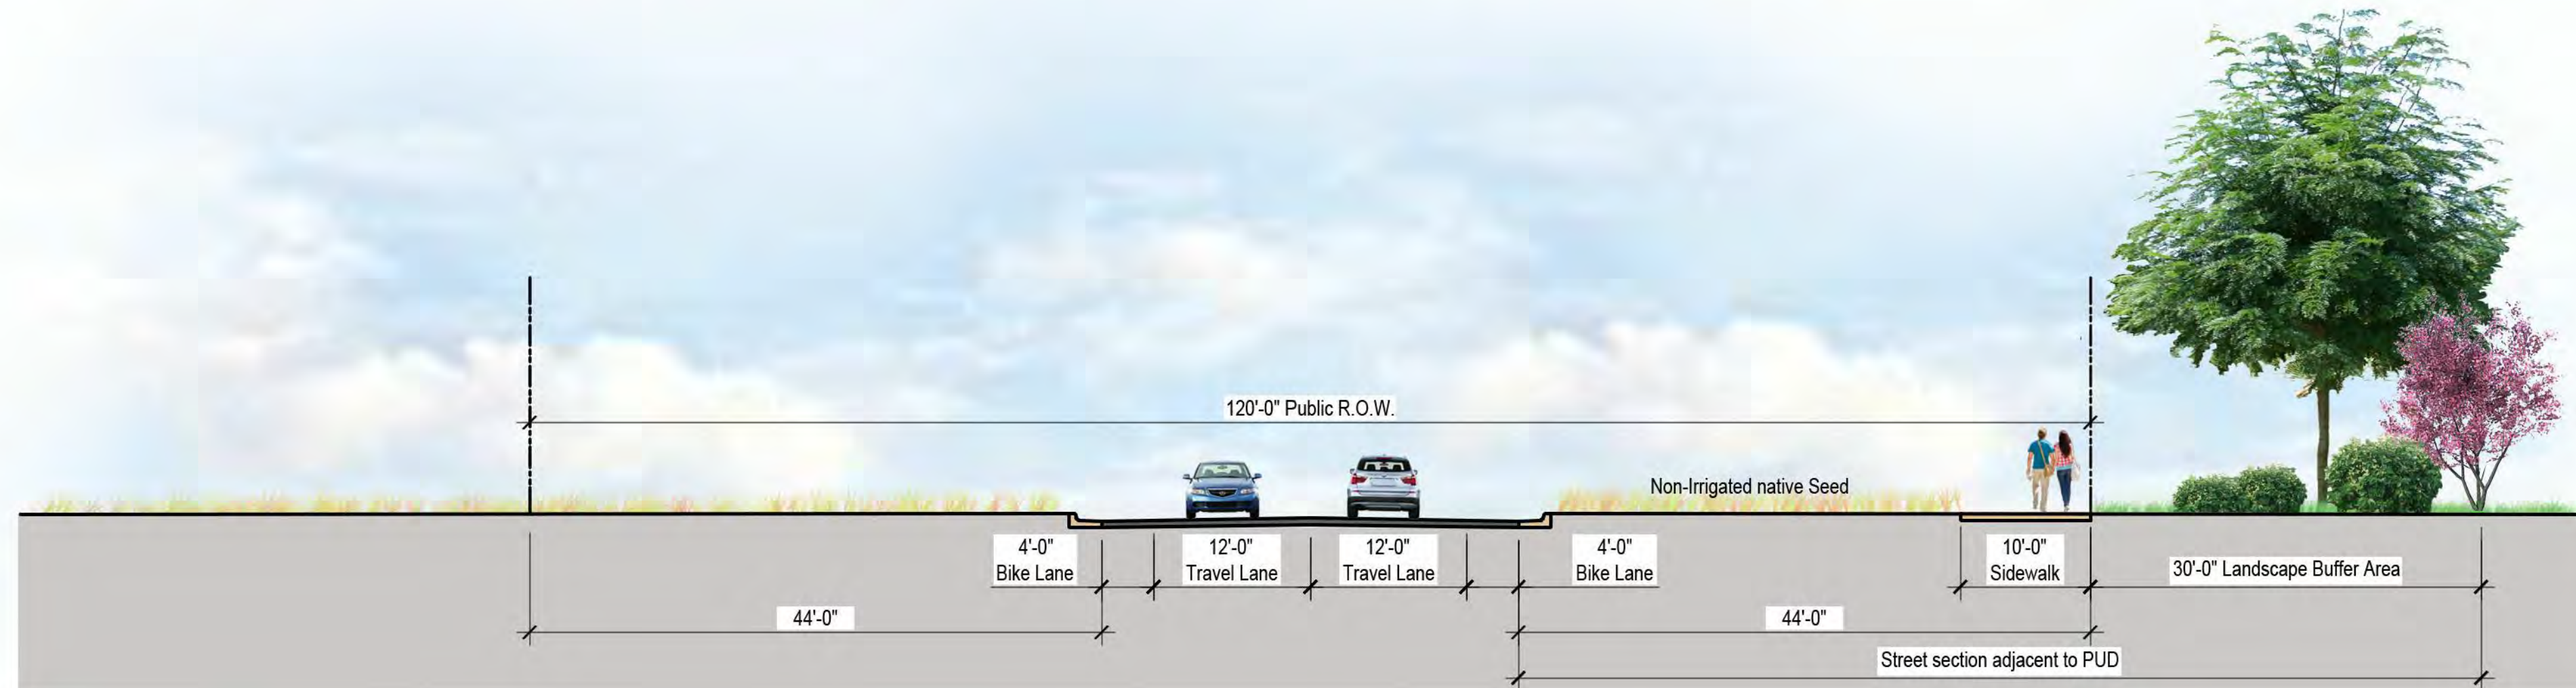 120'-0" Public R.O.W.
Non-Irrigated native Seed
4'-0"
Bike Lane
12'-0"
Travel Lane
12'-0"
Travel Lane
4'-0"
Bike Lane
10'-0"
Sidewalk
30'-0" Landscape Buffer Area
44'-0"
44'-0"
Street section adjacent to PUD